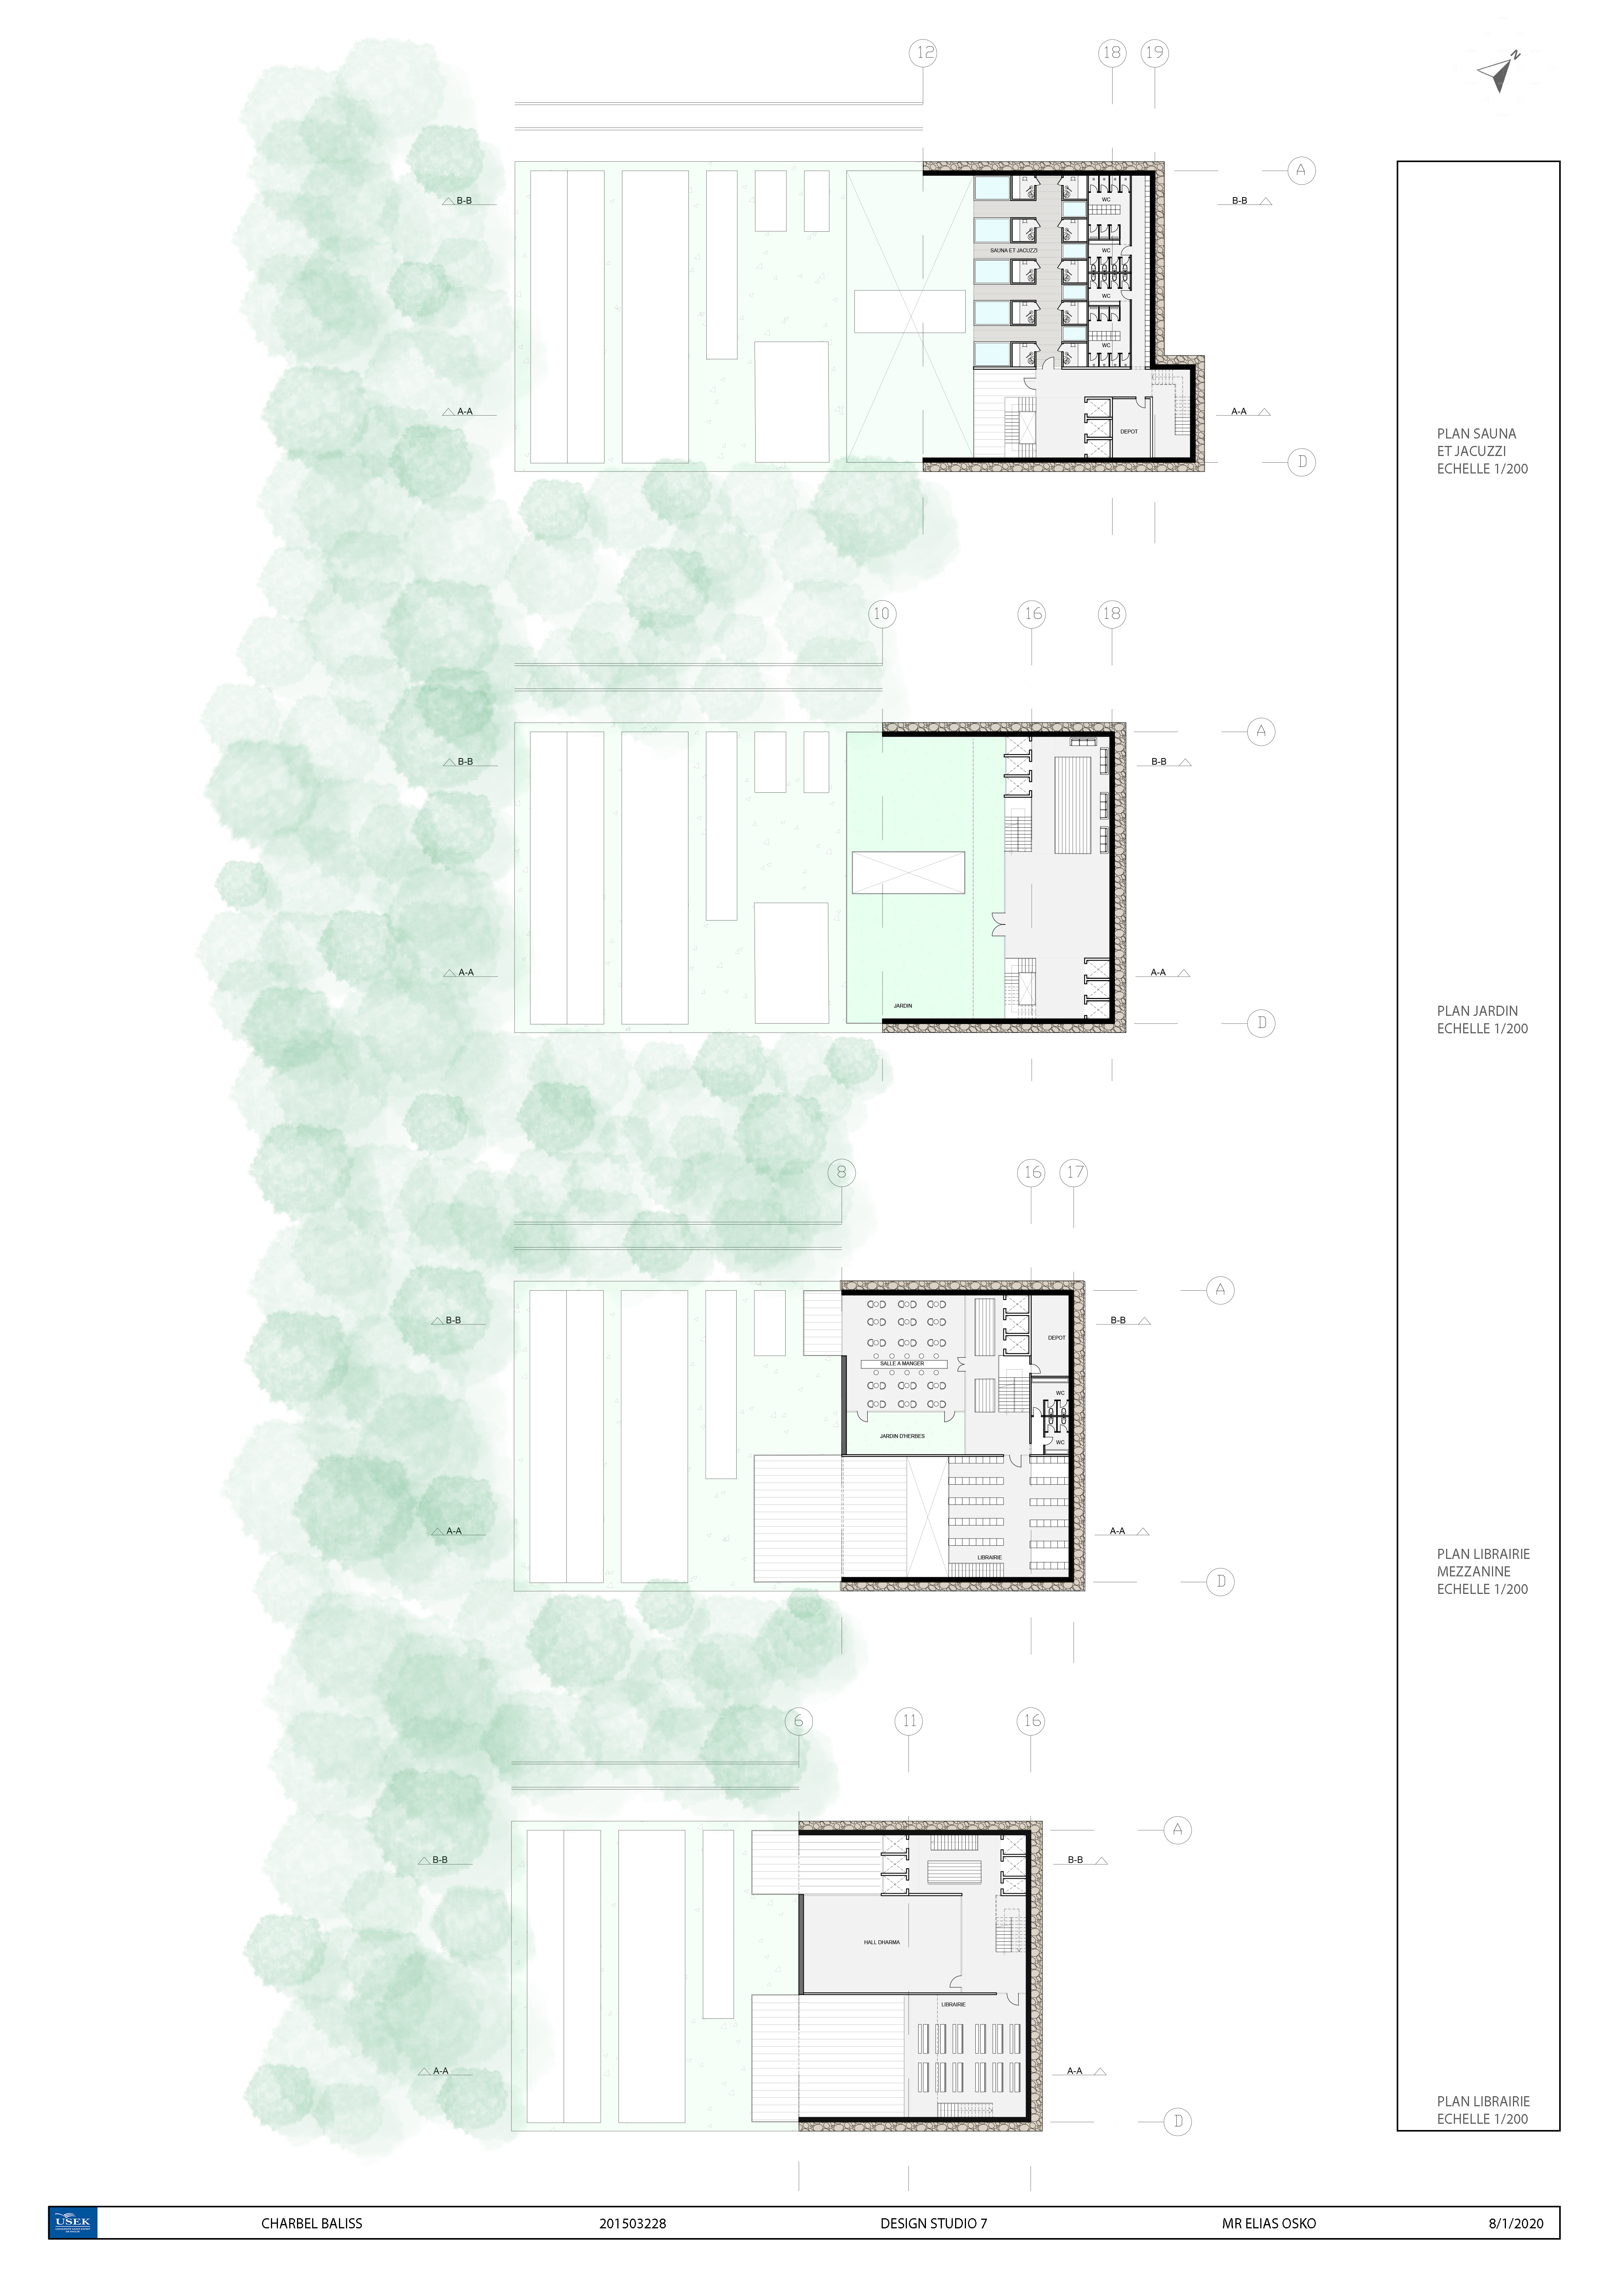 N
12
18
19
A
B-B
B-B
WC
SAUNA ET JACUZZI
WC
WC
WC
A-A
A-A
DEPOT
D
PLAN SAUNA
ET JACUZZI
ECHELLE 1/200
10
16
18
A
B-B
B-B
A-A
A-A
JARDIN
D
PLAN JARDIN
ECHELLE 1/200
8
16
17
A
B-B
B-B
DEPOT
SALLE A MANGER
WC
JARDIN D'HERBES
WC
A-A
A-A
LIBRAIRIE
D
PLAN LIBRAIRIE
MEZZANINE
ECHELLE 1/200
6
11
16
A
B-B
B-B
HALL DHARMA
LIBRAIRIE
A-A
A-A
D
PLAN LIBRAIRIE
ECHELLE 1/200
USEK
CHARBEL BALISS
201503228
DESIGN STUDIO 7
MR ELIAS OSKO
8/1/2020